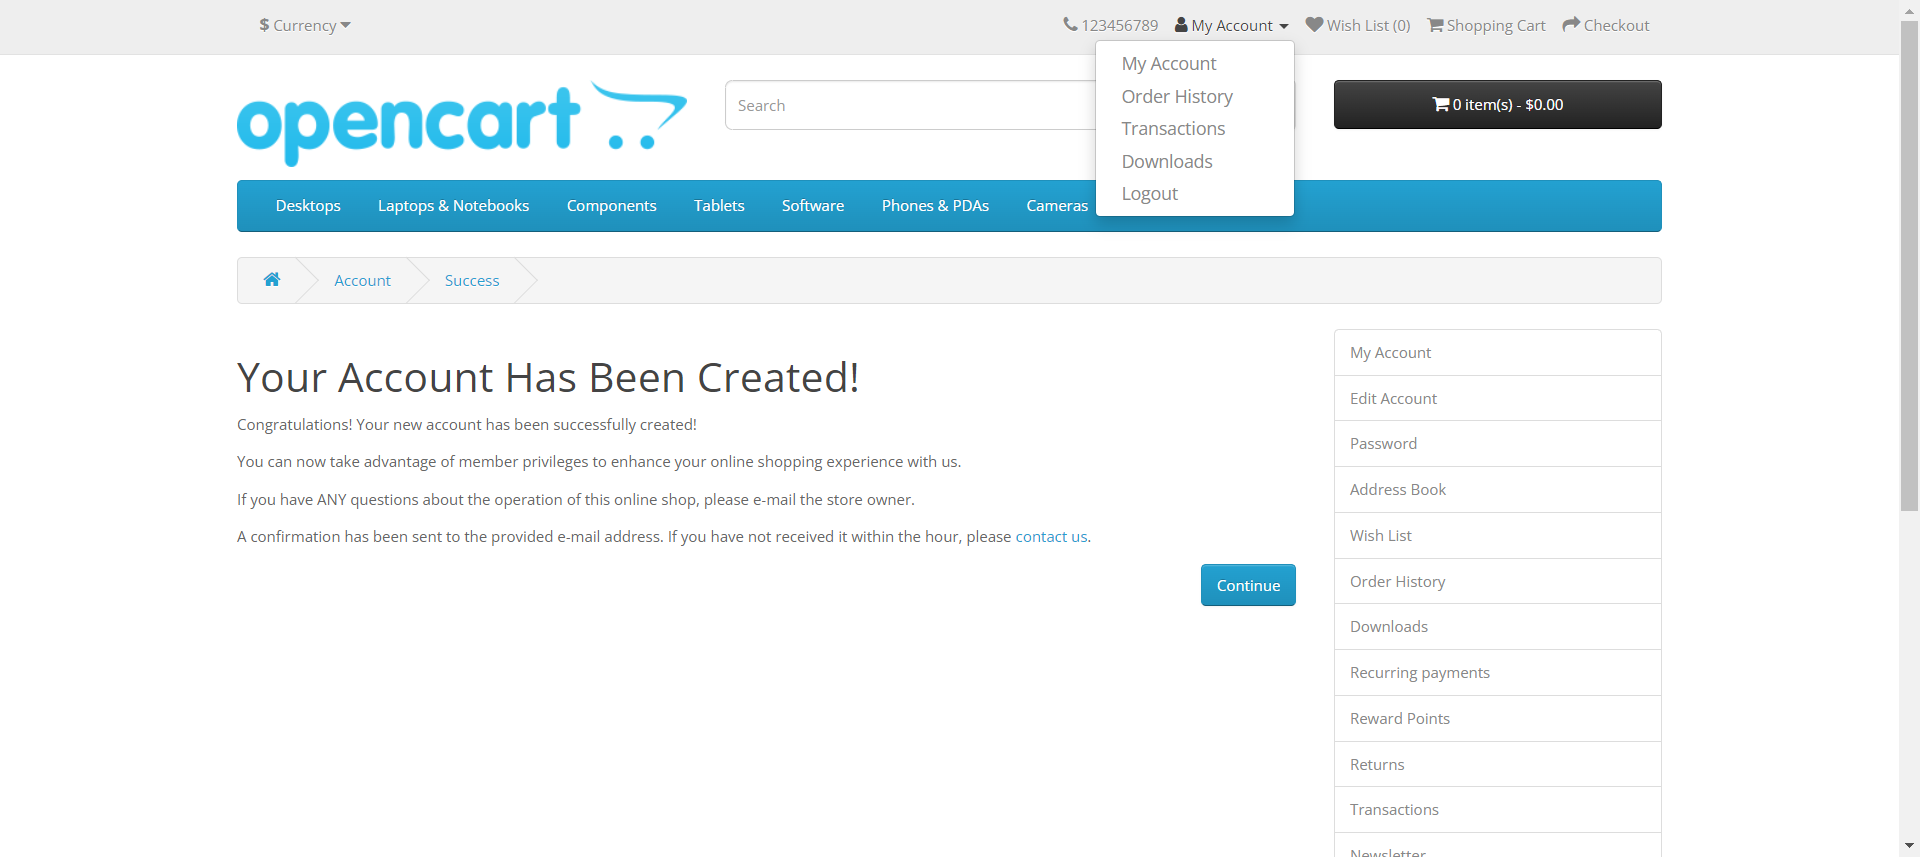 $ Currency
123456789 My Account Wish List (0) Shopping Cart Checkout
My Account
Order History
Transactions
Downloads
Logout
opencart
Search
0 item(s) - $0.00
Desktops Laptops & Notebooks Components Tablets Software Phones & PDAs Cameras
Account Success
Your Account Has Been Created!
Congratulations! Your new account has been successfully created!
You can now take advantage of member privileges to enhance your online shopping experience with us.
If you have ANY questions about the operation of this online shop, please e-mail the store owner.
A confirmation has been sent to the provided e-mail address. If you have not received it within the hour, please contact us.
Continue
My Account
Edit Account
Password
Address Book
Wish List
Order History
Downloads
Recurring payments
Reward Points
Returns
Transactions
Newsletter